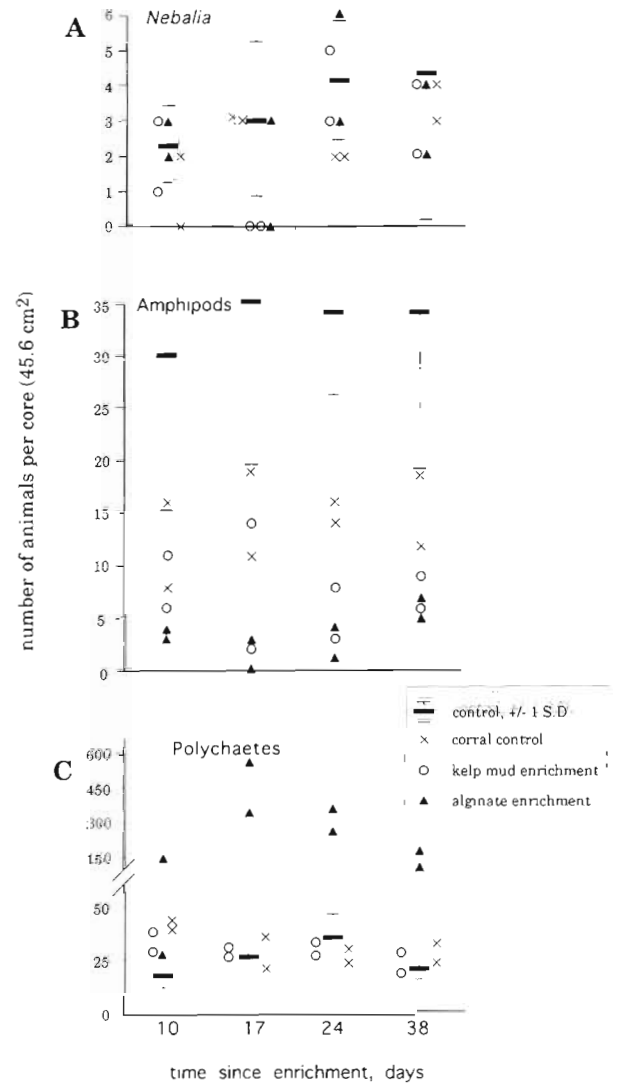 A
Nebalia
6
5
4
3
2
1
0
number of animals per core (45.6 cm²)
B
Amphipods
35
30
25
20
15
10
5
0
control, +/- 1 S.D
corral control
kelp mud enrichment
alginate enrichment
C
Polychaetes
600
450
300
150
50
25
0
10 17 24 38
time since enrichment, days